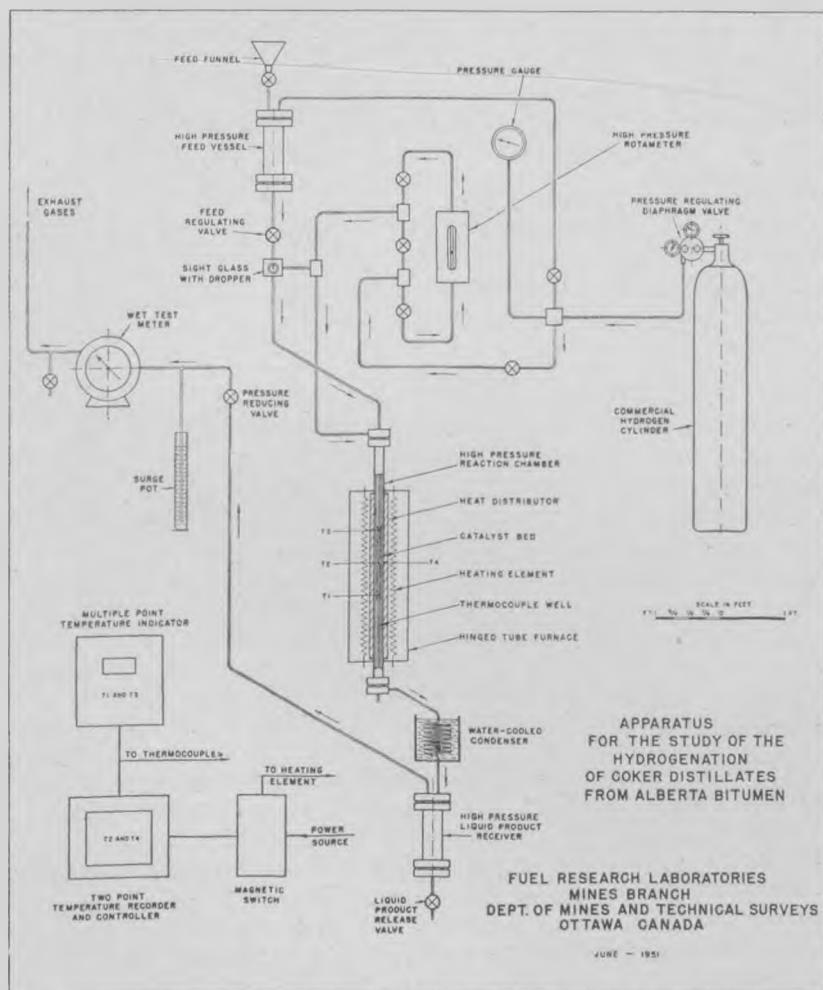 FEED FUNNEL
PRESSURE GAUGE
HIGH PRESSURE
FEED VESSEL
HIGH PRESSURE
ROTAMETER
EXHAUST
GASES
FEED
REGULATING
VALVE
PRESSURE REGULATING
DIAPHRAGM VALVE
SIGHT GLASS
WITH DROPPER
WET TEST
METER
PRESSURE
REDUCING
VALVE
COMMERCIAL
HYDROGEN
CYLINDER
SURGE
POT
HIGH PRESSURE
REACTION CHAMBER
HEAT DISTRIBUTOR
T3
CATALYST BED
T2
T4
HEATING ELEMENT
T1
THERMOCOUPLE WELL
HINGED TUBE FURNACE
SCALE IN FEET
1 FT.
MULTIPLE POINT
TEMPERATURE INDICATOR
T1 AND T3
TO THERMOCOUPLES
WATER-COOLED
CONDENSER
APPARATUS
FOR THE STUDY OF THE
HYDROGENATION
OF COKER DISTILLATES
FROM ALBERTA BITUMEN
TO HEATING
ELEMENT
T2 AND T4
POWER
SOURCE
HIGH PRESSURE
LIQUID PRODUCT
RECEIVER
TWO POINT
TEMPERATURE RECORDER
AND CONTROLLER
MAGNETIC
SWITCH
LIQUID
PRODUCT
RELEASE
VALVE
FUEL RESEARCH LABORATORIES
MINES BRANCH
DEPT. OF MINES AND TECHNICAL SURVEYS
OTTAWA CANADA
JUNE — 1951